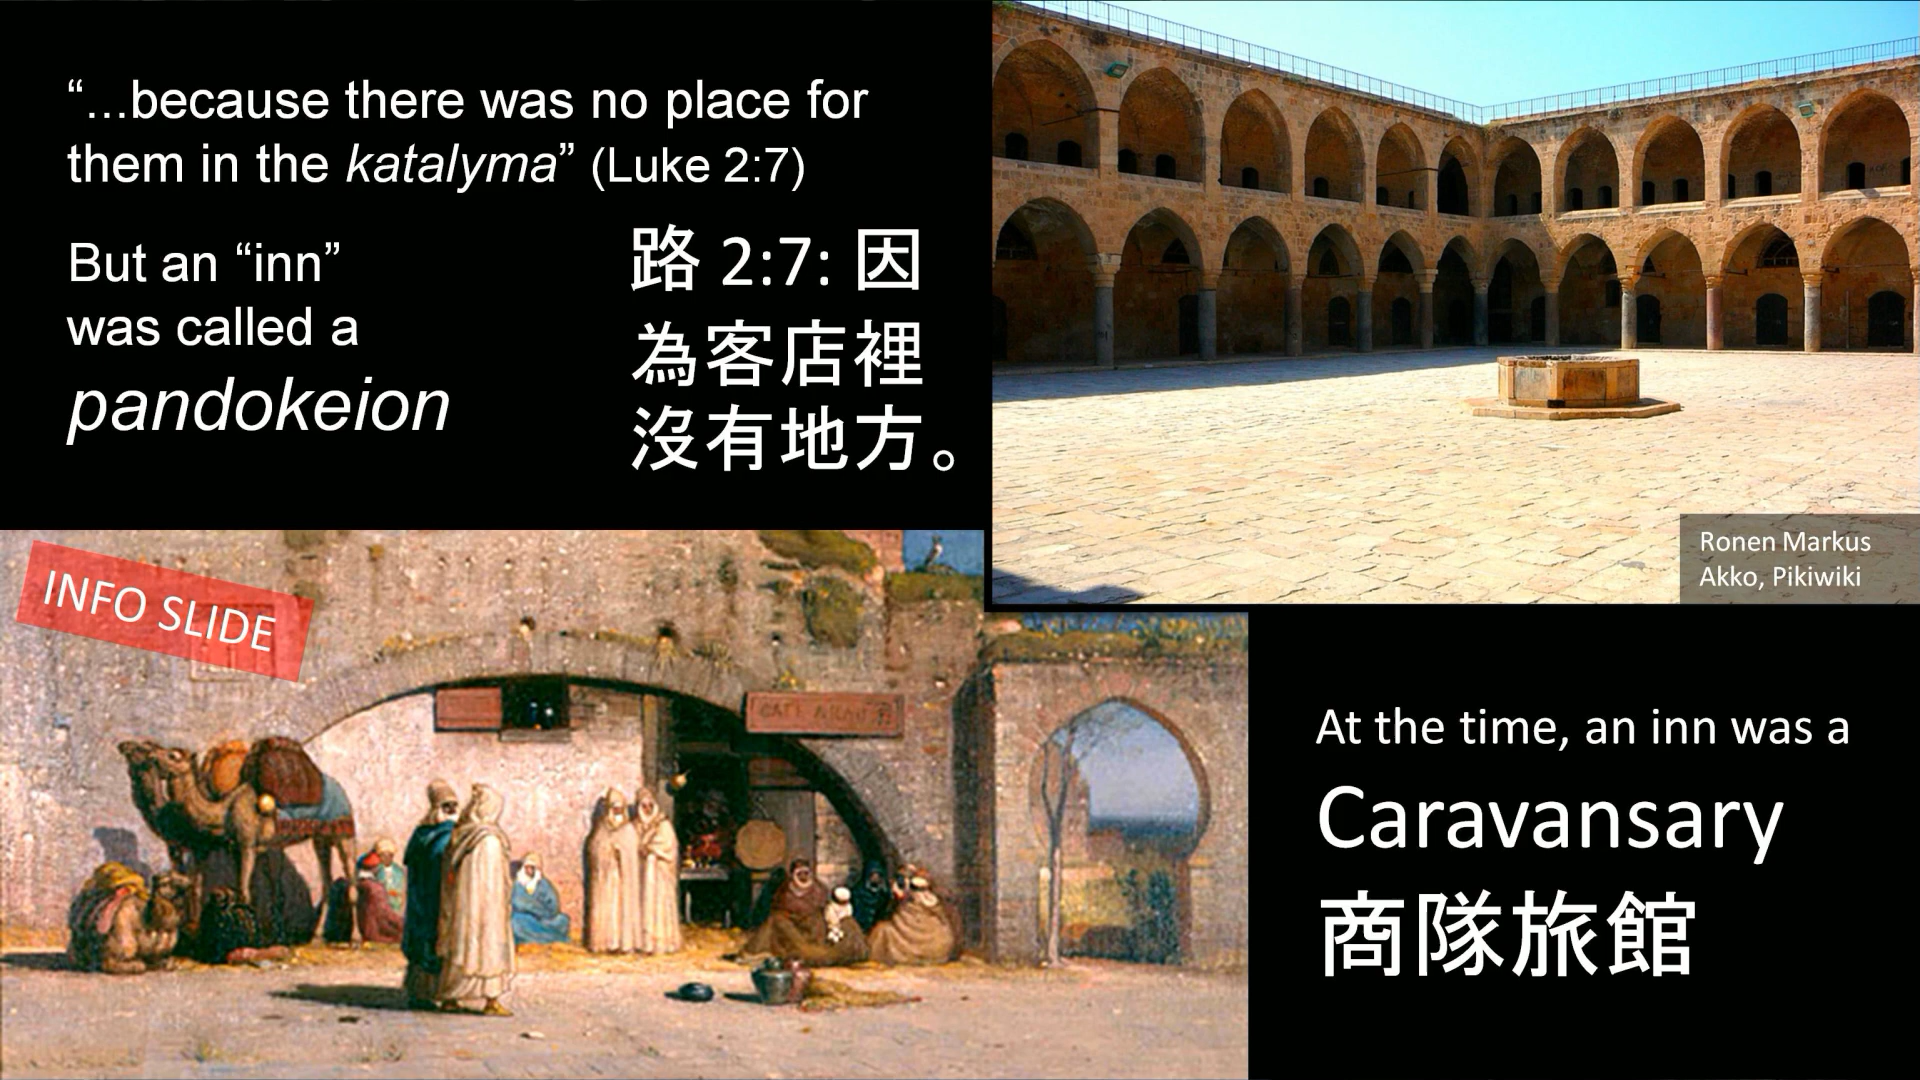 “...because there was no place for
them in the katalyma” (Luke 2:7)
But an “inn”
was called a
pandokeion
路 2:7: 因
為客店裡
沒有地方。
Ronen Markus
Akko, Pikiwiki
INFO SLIDE
At the time, an inn was a
Caravansary
商隊旅館